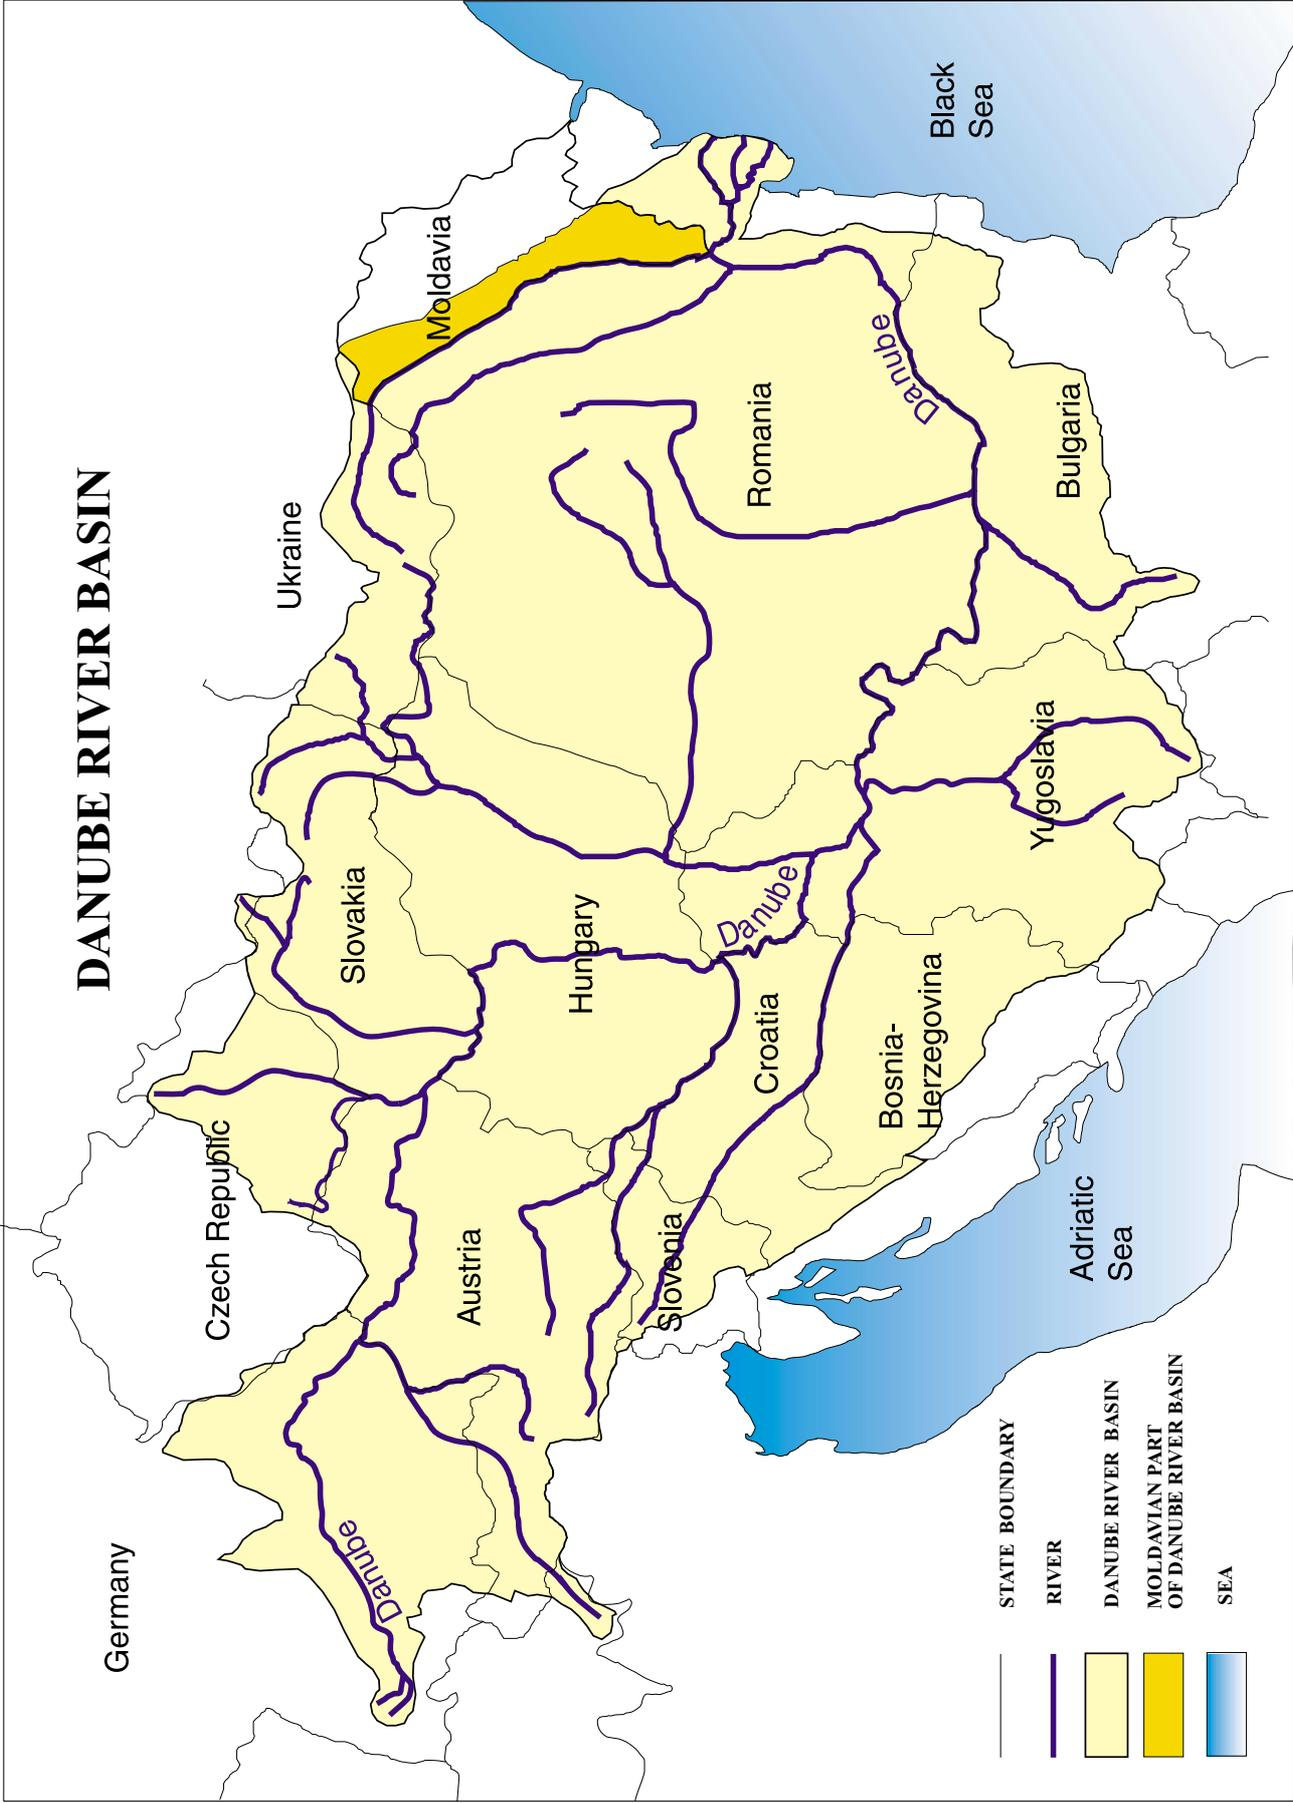 DANUBE RIVER BASIN
Germany
Czech Republic
Ukraine
Slovakia
Moldavia
Danube
Austria
Hungary
Slovenia
Croatia
Danube
Romania
Danube
Bosnia-
Herzegovina
Yugoslavia
Bulgaria
Black
Sea
Adriatic
Sea
STATE BOUNDARY
RIVER
DANUBE RIVER BASIN
MOLDAVIAN PART
OF DANUBE RIVER BASIN
SEA